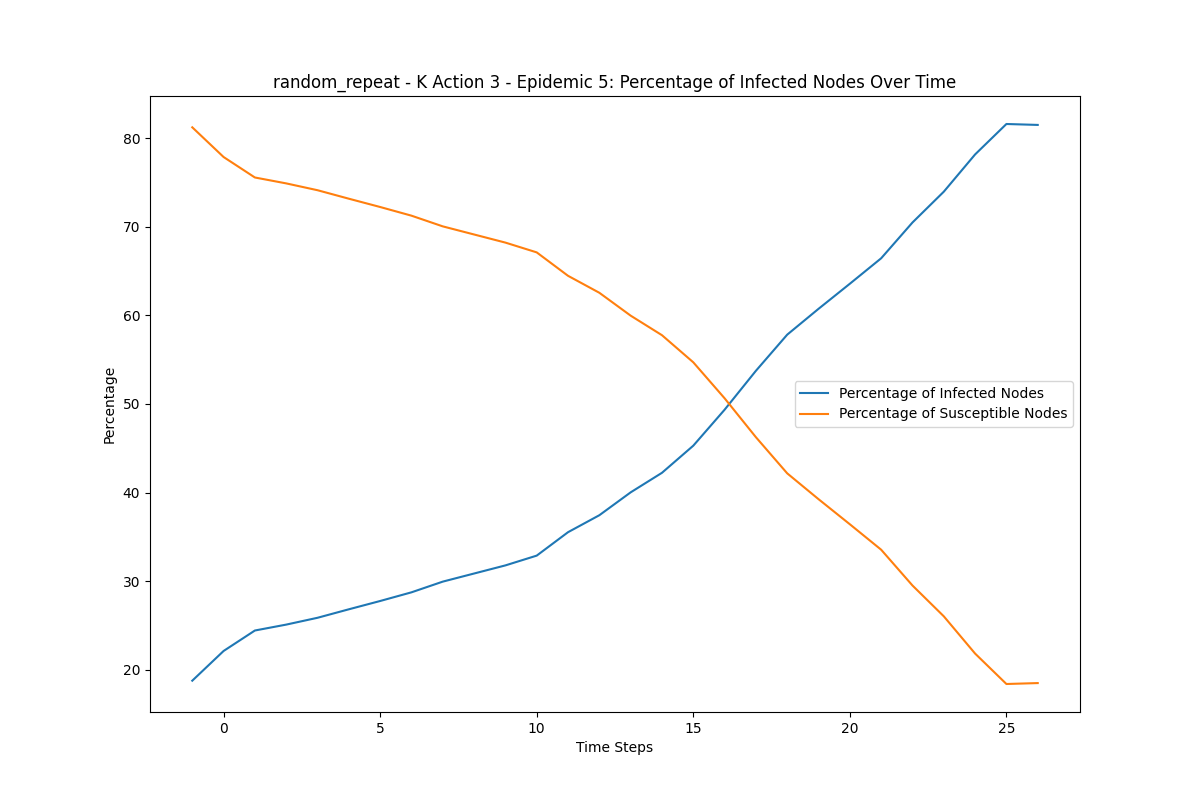 random_repeat - K Action 3 - Epidemic 5: Percentage of Infected Nodes Over Time
80
70
60
50
40
30
20
Percentage
Percentage of Infected Nodes
Percentage of Susceptible Nodes
0 5 10 15 20 25
Time Steps